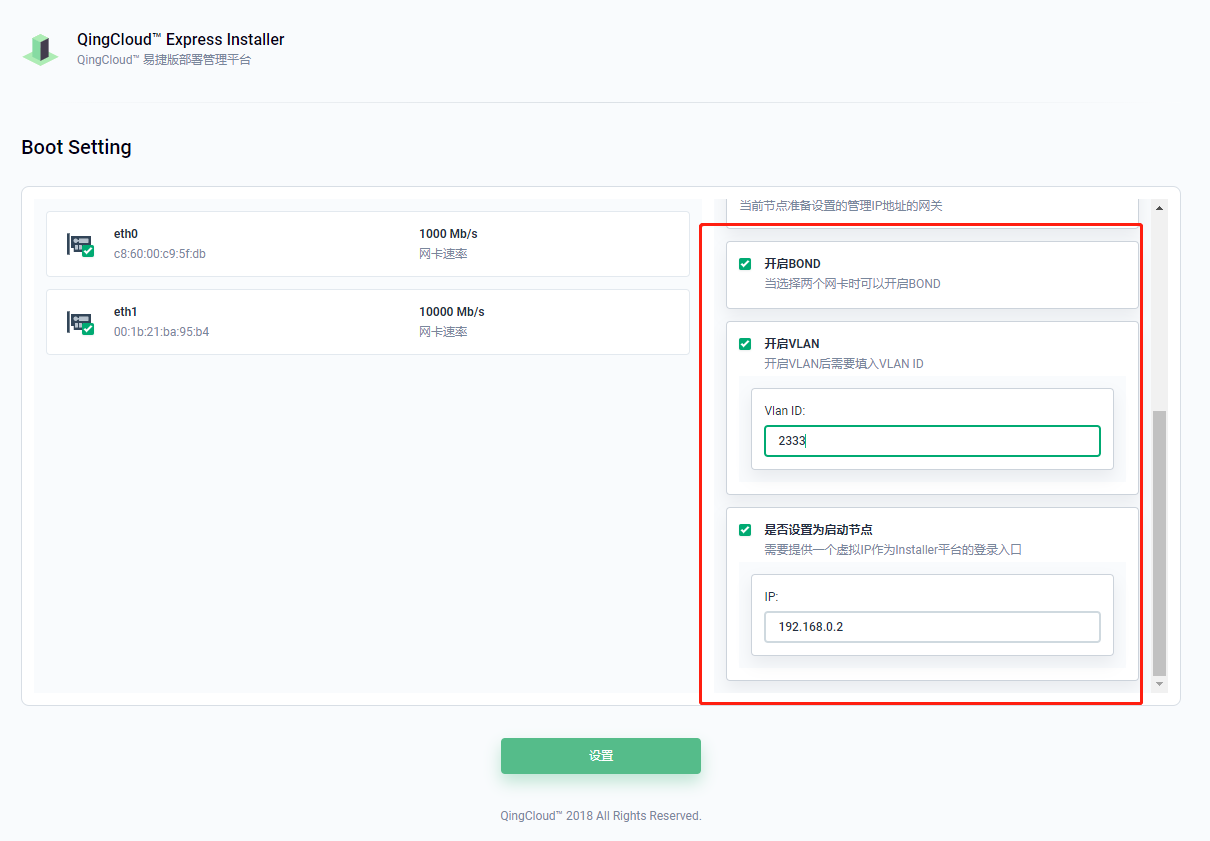 QingCloud™ Express Installer
QingCloud™ 易捷版部署管理平台
Boot Setting
eth0
c8:60:00:c9:5f:db
1000 Mb/s
网卡速率
eth1
00:1b:21:ba:95:b4
10000 Mb/s
网卡速率
当前节点准备设置的管理IP地址的网关
开启BOND
当选择两个网卡时可以开启BOND
开启VLAN
开启VLAN后需要填入VLAN ID
Vlan ID:
2333
是否设置为启动节点
需要提供一个虚拟IP作为Installer平台的登录入口
IP:
192.168.0.2
设置
QingCloud™ 2018 All Rights Reserved.